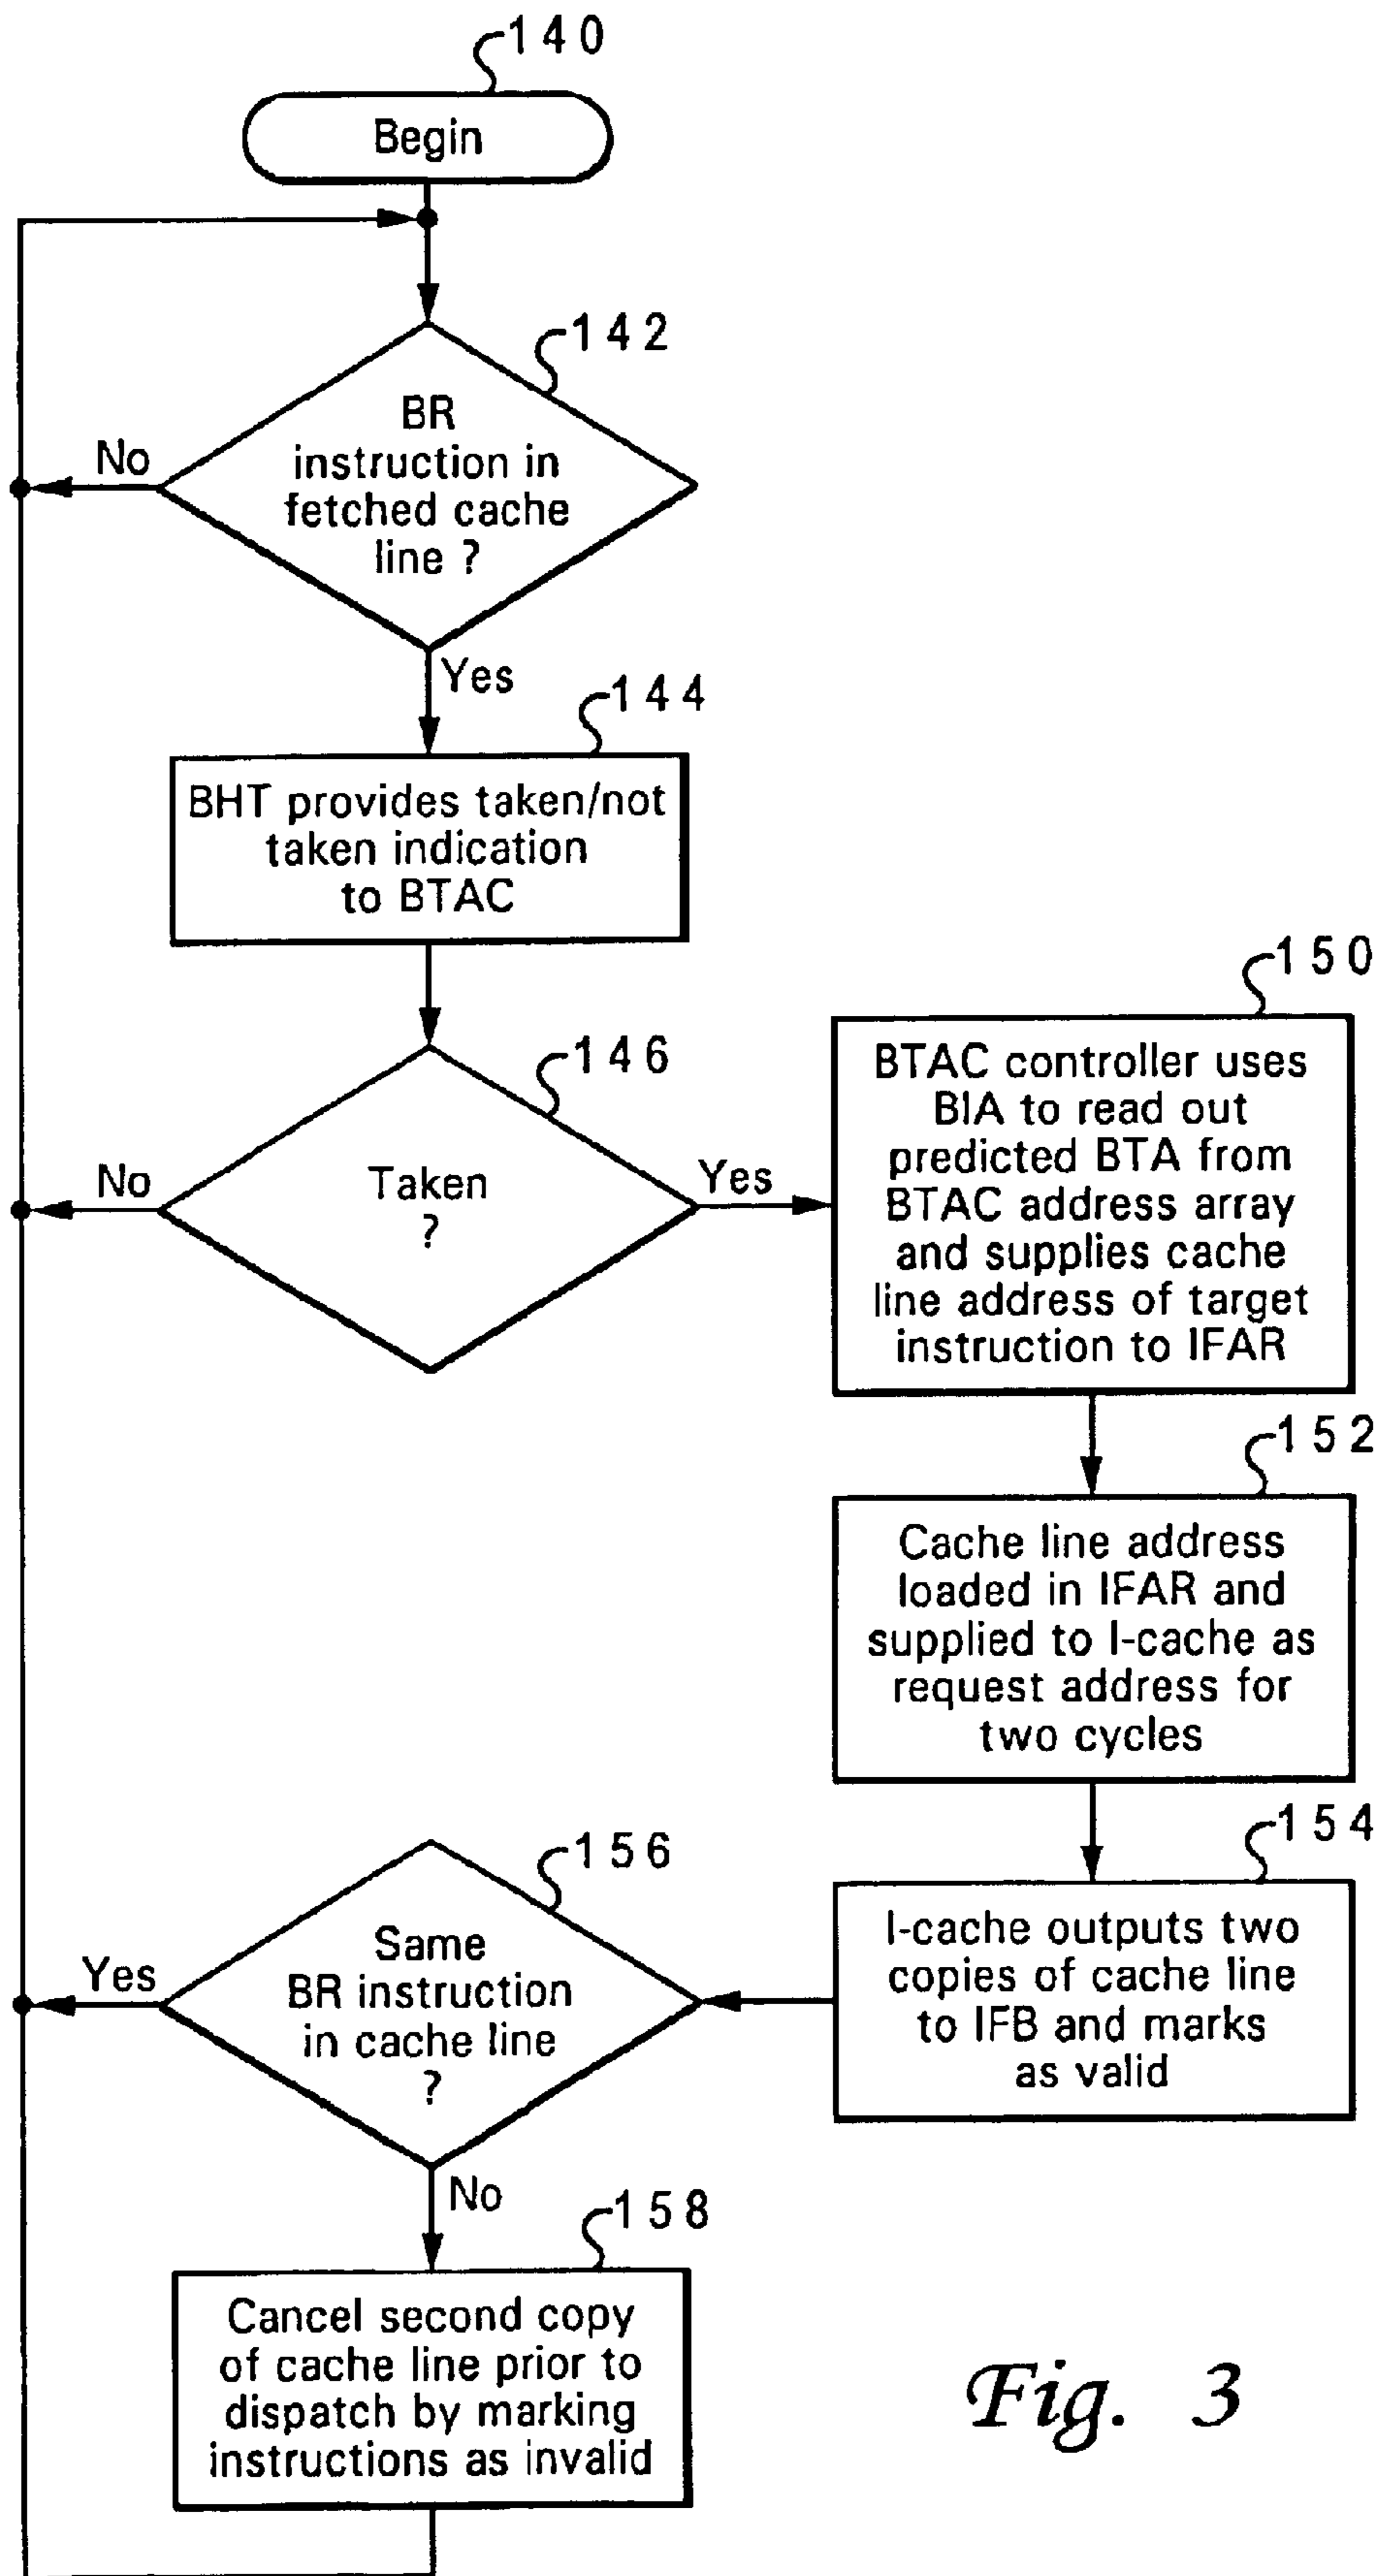 140
Begin
142
BR
instruction in
fetched cache
line ?
No
Yes
144
BHT provides taken/not
taken indication
to BTAC
146
Taken
?
No
Yes
150
BTAC controller uses
BIA to read out
predicted BTA from
BTAC address array
and supplies cache
line address of target
instruction to IFAR
152
Cache line address
loaded in IFAR and
supplied to I-cache as
request address for
two cycles
154
I-cache outputs two
copies of cache line
to IFB and marks
as valid
156
Same
BR instruction
in cache line
?
Yes
No
158
Cancel second copy
of cache line prior to
dispatch by marking
instructions as invalid
Fig. 3